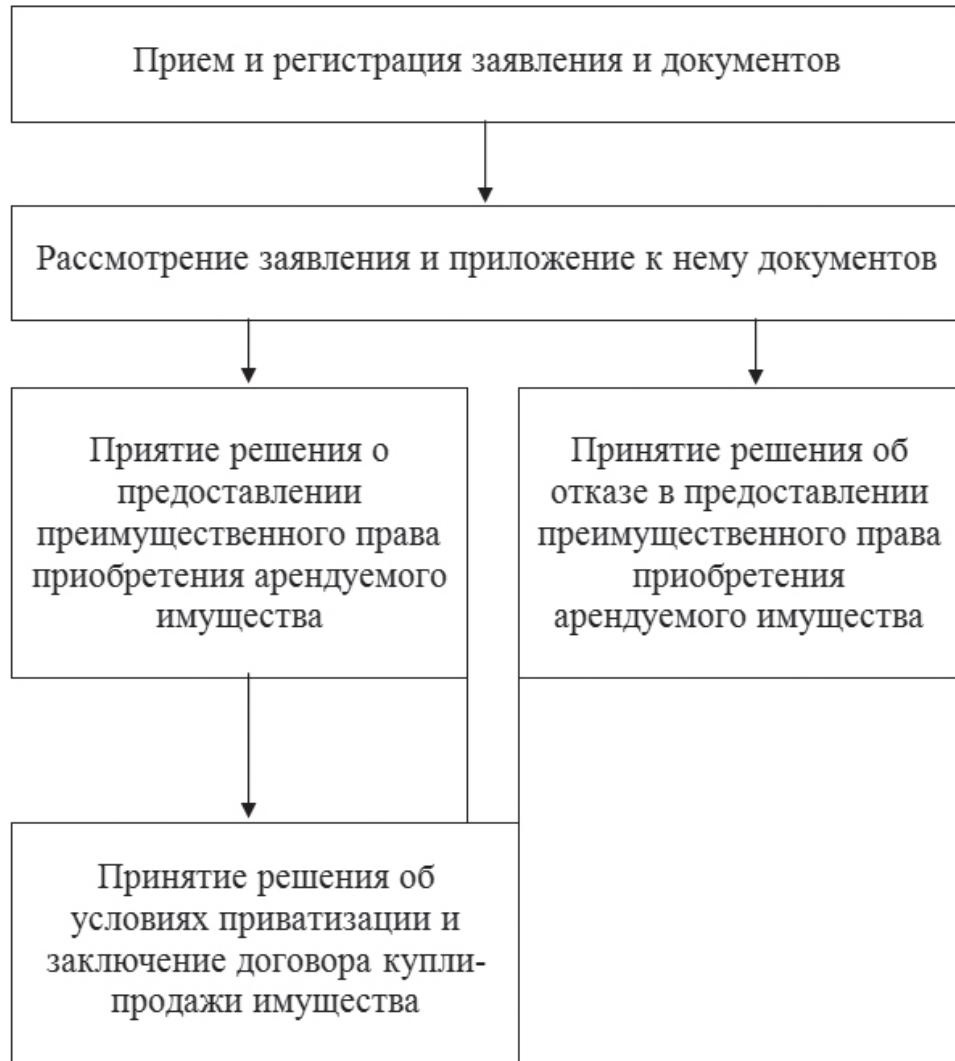 Прием и регистрация заявления и документов
Рассмотрение заявления и приложение к нему документов
Приятие решения о
предоставлении
преимущественного права
приобретения арендуемого
имущества
Принятие решения об
отказе в предоставлении
преимущественного права
приобретения
арендуемого имущества
Принятие решения об
условиях приватизации и
заключение договора купли-
продажи имущества